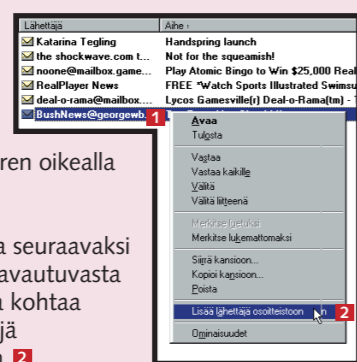 Lähettäjä Aihe
Katarina Tegling Handspring launch
the shockwave.com t... Not for the squeamish!
noone@mailbox.game... Play Atomic Bingo to Win $25,000 Real
RealPlayer News FREE "Watch Sports Illustrated Swimsu
deal-o-rama@mailbox.... Lycos Gamesville(r) Deal-o-Rama(tm) -
BushNews@georgewb.
1
Avaa
Tulosta
Vastaa
Vastaa kaikille
Välitä
Välitä liitteenä
Merkitse luetuksi
Merkitse lukemattomaksi
Siirrä kansioon...
Kopioi kansioon...
Poista
Lisää lähettäjä osoitteistoon
2
Ominaisuudet
ren oikealla
a seuraavaksi
avautuvasta
kohtaa
jä
2